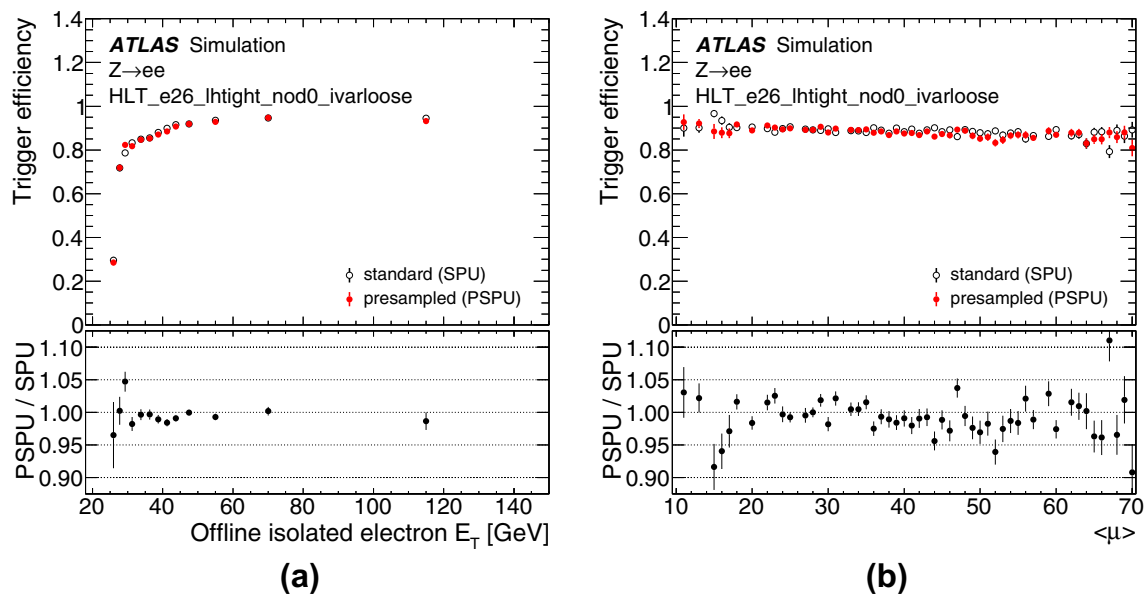 Trigger efficiency
1.4
1.2
1
0.8
0.6
0.4
0.2
0
ATLAS Simulation
Z→ee
HLT_e26_lhtight_nod0_ivarloose
standard (SPU)
presampled (PSPU)
PSPU / SPU
1.10
1.05
1.00
0.95
0.90
20 40 60 80 100 120 140
Offline isolated electron E_T [GeV]
(a)
Trigger efficiency
1.4
1.2
1
0.8
0.6
0.4
0.2
0
ATLAS Simulation
Z→ee
HLT_e26_lhtight_nod0_ivarloose
standard (SPU)
presampled (PSPU)
PSPU / SPU
1.10
1.05
1.00
0.95
0.90
10 20 30 40 50 60 70
<μ>
(b)